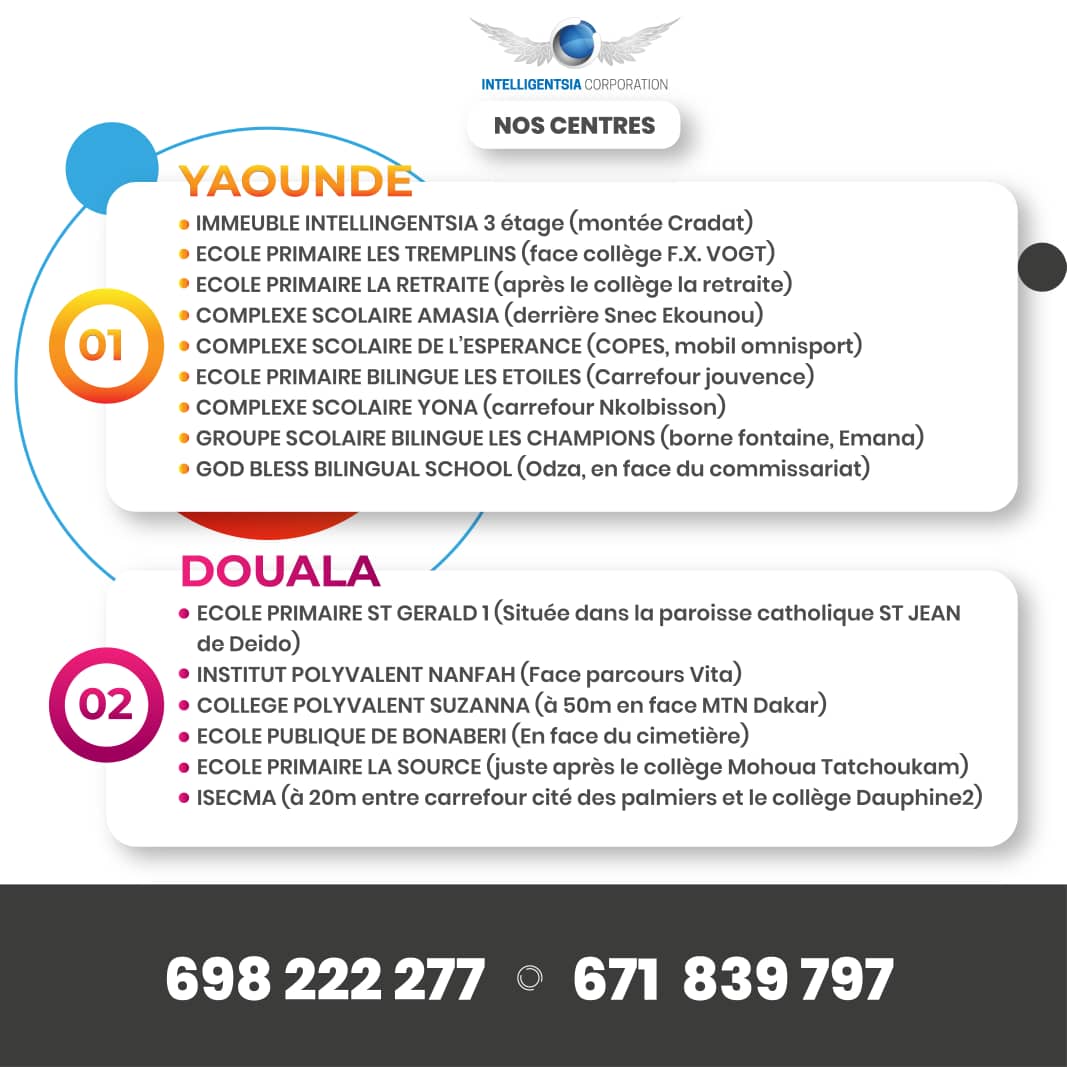 INTELLIGENTSIA CORPORATION
NOS CENTRES
YAOUNDE
01
• IMMEUBLE INTELLINGENTSIA 3 étage (montée Cradat)
• ECOLE PRIMAIRE LES TREMPLINS (face collège F.X. VOGT)
• ECOLE PRIMAIRE LA RETRAITE (après le collège la retraite)
• COMPLEXE SCOLAIRE AMASIA (derrière Snec Ekounou)
• COMPLEXE SCOLAIRE DE L’ESPERANCE (COPES, mobil omnisport)
• ECOLE PRIMAIRE BILINGUE LES ETOILES (Carrefour jouvence)
• COMPLEXE SCOLAIRE YONA (carrefour Nkolbisson)
• GROUPE SCOLAIRE BILINGUE LES CHAMPIONS (borne fontaine, Emana)
• GOD BLESS BILINGUAL SCHOOL (Odza, en face du commissariat)
DOUALA
02
• ECOLE PRIMAIRE ST GERALD 1 (Située dans la paroisse catholique ST JEAN
de Deido)
• INSTITUT POLYVALENT NANFAH (Face parcours Vita)
• COLLEGE POLYVALENT SUZANNA (à 50m en face MTN Dakar)
• ECOLE PUBLIQUE DE BONABERI (En face du cimetière)
• ECOLE PRIMAIRE LA SOURCE (juste après le collège Mohoua Tatchoukam)
• ISECMA (à 20m entre carrefour cité des palmiers et le collège Dauphine2)
698 222 277 671 839 797